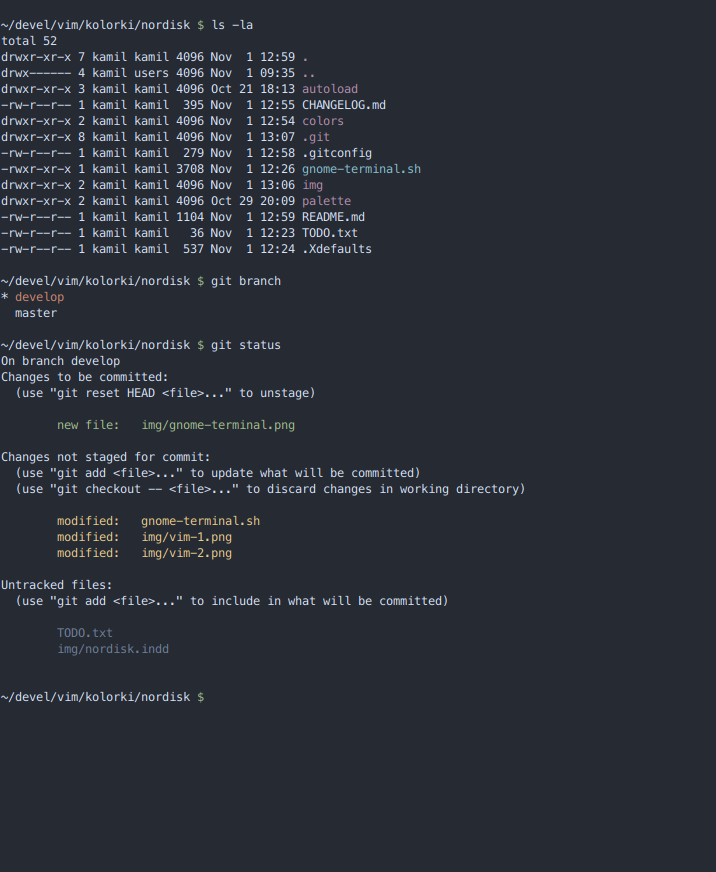 ~/devel/vim/kolorki/nordisk $ ls -la
total 52
drwxr-xr-x 7 kamil kamil 4096 Nov  1 12:59 .
drwx------ 4 kamil users 4096 Nov  1 09:35 ..
drwxr-xr-x 3 kamil kamil 4096 Oct 21 18:13 autoload
-rw-r--r-- 1 kamil kamil  395 Nov  1 12:55 CHANGELOG.md
drwxr-xr-x 2 kamil kamil 4096 Nov  1 12:54 colors
drwxr-xr-x 8 kamil kamil 4096 Nov  1 13:07 .git
-rw-r--r-- 1 kamil kamil  279 Nov  1 12:58 .gitconfig
-rwxr-xr-x 1 kamil kamil 3708 Nov  1 12:26 gnome-terminal.sh
drwxr-xr-x 2 kamil kamil 4096 Nov  1 13:06 img
drwxr-xr-x 2 kamil kamil 4096 Oct 29 20:09 palette
-rw-r--r-- 1 kamil kamil 1104 Nov  1 12:59 README.md
-rw-r--r-- 1 kamil kamil   36 Nov  1 12:23 TODO.txt
-rw-r--r-- 1 kamil kamil  537 Nov  1 12:24 .Xdefaults
~/devel/vim/kolorki/nordisk $ git branch
* develop
  master
~/devel/vim/kolorki/nordisk $ git status
On branch develop
Changes to be committed:
  (use "git reset HEAD <file>..." to unstage)
        new file:   img/gnome-terminal.png
Changes not staged for commit:
  (use "git add <file>..." to update what will be committed)
  (use "git checkout -- <file>..." to discard changes in working directory)
        modified:   gnome-terminal.sh
        modified:   img/vim-1.png
        modified:   img/vim-2.png
Untracked files:
  (use "git add <file>..." to include in what will be committed)
        TODO.txt
        img/nordisk.indd
~/devel/vim/kolorki/nordisk $